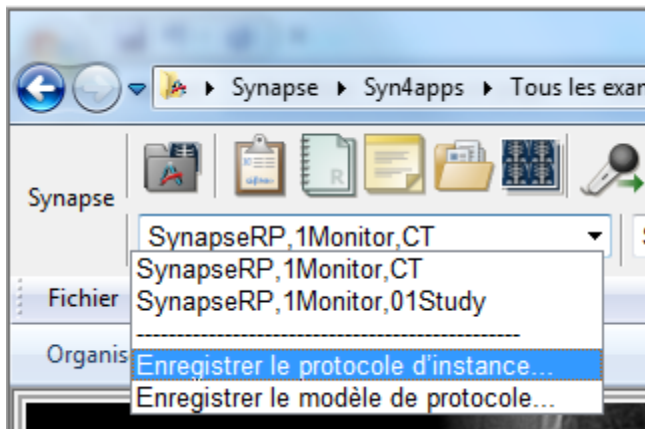 Synapse ▸ Syn4apps ▸ Tous les exam
Synapse
R
SynapseRP,1Monitor,CT
SynapseRP,1Monitor,CT
SynapseRP,1Monitor,01Study
------------------------------------------------
Fichier
Organis
Enregistrer le protocole d'instance...
Enregistrer le modèle de protocole...